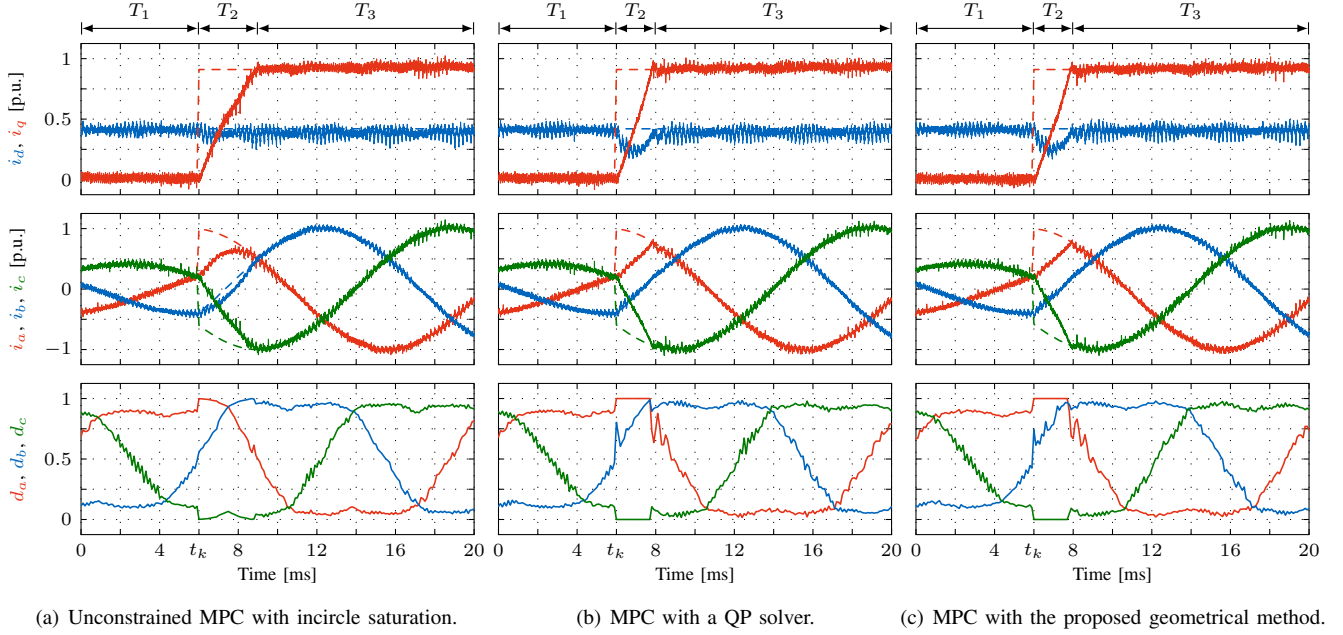 T1 T2 T3 T1 T2 T3 T1 T2 T3
id, iq [p.u.]
1
0.5
0
ia, ib, ic [p.u.]
1
0
−1
da, db, dc
1
0.5
0
0 4 tk 8 12 16 20 0 4 tk 8 12 16 20 0 4 tk 8 12 16 20
Time [ms] Time [ms] Time [ms]
(a) Unconstrained MPC with incircle saturation. (b) MPC with a QP solver. (c) MPC with the proposed geometrical method.